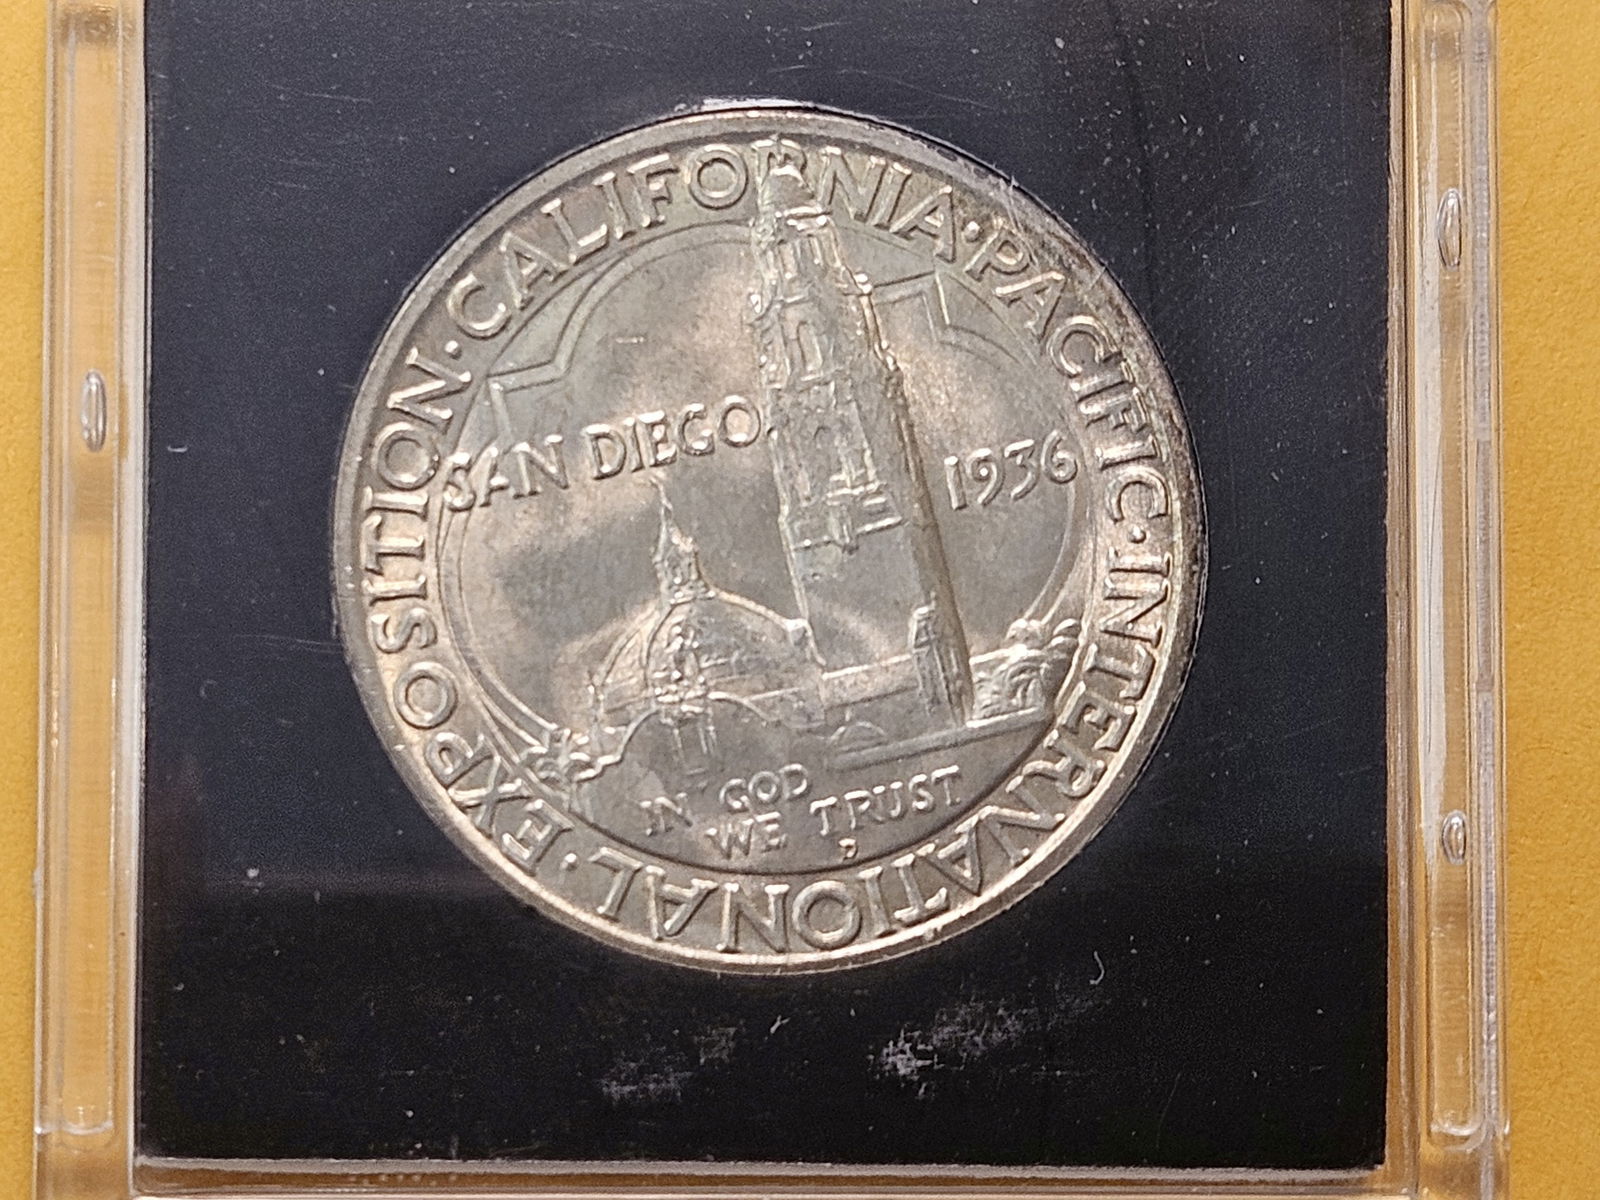 CALIFORNIA · PACIFIC · INTERNATIONAL · EXPOSITION ·
SAN DIEGO 1936
IN GOD
WE TRUST
D